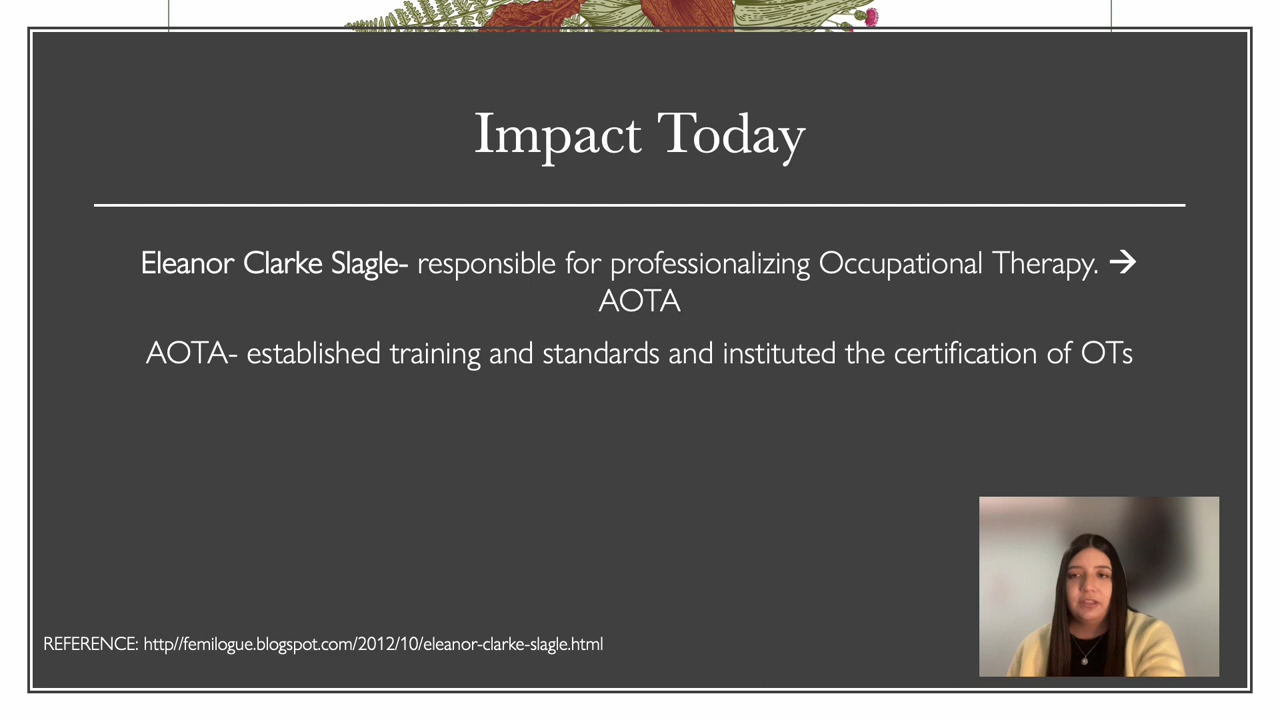 Impact Today
Eleanor Clarke Slagle- responsible for professionalizing Occupational Therapy. →
AOTA
AOTA- established training and standards and instituted the certification of OTs
REFERENCE: http//femilogue.blogspot.com/2012/10/eleanor-clarke-slagle.html